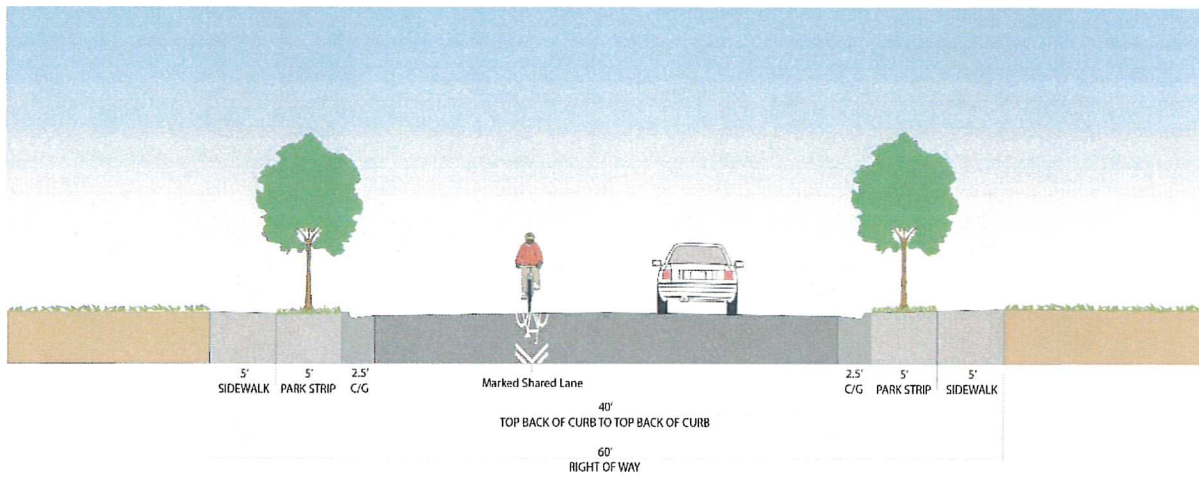 5'
SIDEWALK
5'
PARK STRIP
2.5'
C/G
Marked Shared Lane
2.5'
C/G
5'
PARK STRIP
5'
SIDEWALK
40'
TOP BACK OF CURB TO TOP BACK OF CURB
60'
RIGHT OF WAY